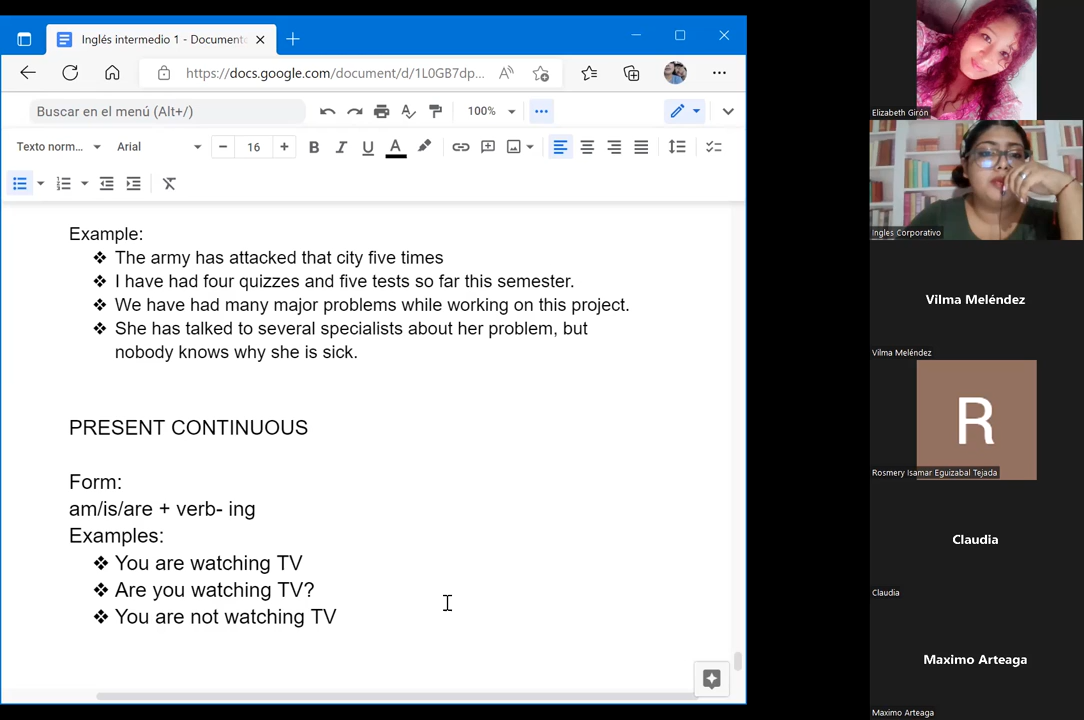 Inglés intermedio 1 - Documento
https://docs.google.com/document/d/1L0GB7dp...
Buscar en el menú (Alt+/)
100%
Texto norm...
Arial
16
Example:
❖ The army has attacked that city five times
❖ I have had four quizzes and five tests so far this semester.
❖ We have had many major problems while working on this project.
❖ She has talked to several specialists about her problem, but
nobody knows why she is sick.
PRESENT CONTINUOUS
Form:
am/is/are + verb- ing
Examples:
❖ You are watching TV
❖ Are you watching TV?
❖ You are not watching TV
Elizabeth Girón
Ingles Corporativo
Vilma Meléndez
Vilma Meléndez
R
Rosmery Isamar Eguizabal Tejada
Claudia
Claudia
Maximo Arteaga
Maximo Arteaga